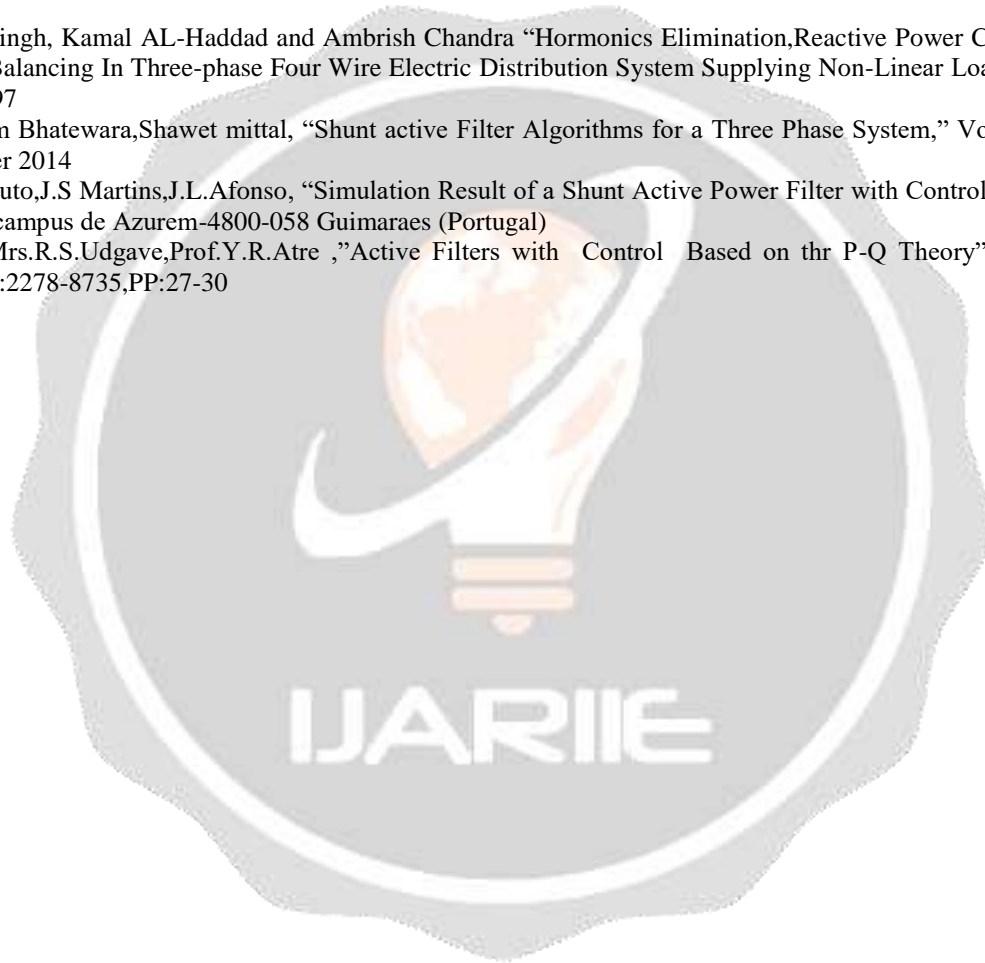 ingh, Kamal AL-Haddad and Ambrish Chandra “Hormonics Elimination,Reactive Power C
Balancing In Three-phase Four Wire Electric Distribution System Supplying Non-Linear Loa
97
n Bhatewara,Shawet mittal, “Shunt active Filter Algorithms for a Three Phase System,” Vo
er 2014
uto,J.S Martins,J.L.Afonso, “Simulation Result of a Shunt Active Power Filter with Control
campus de Azurem-4800-058 Guimaraes (Portugal)
Mrs.R.S.Udgave,Prof.Y.R.Atre ,”Active Filters with Control Based on thr P-Q Theory”
:2278-8735,PP:27-30
IJARIIE